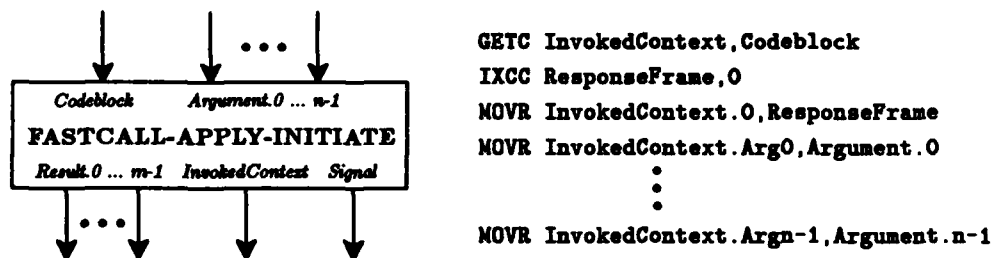 Codeblock Argument.0 ... n-1
FASTCALL-APPLY-INITIATE
Result.0 ... m-1 InvokedContext Signal
GETC InvokedContext,Codeblock
IXCC ResponseFrame,0
MOVR InvokedContext.0,ResponseFrame
MOVR InvokedContext.Arg0,Argument.0
MOVR InvokedContext.Argn-1,Argument.n-1